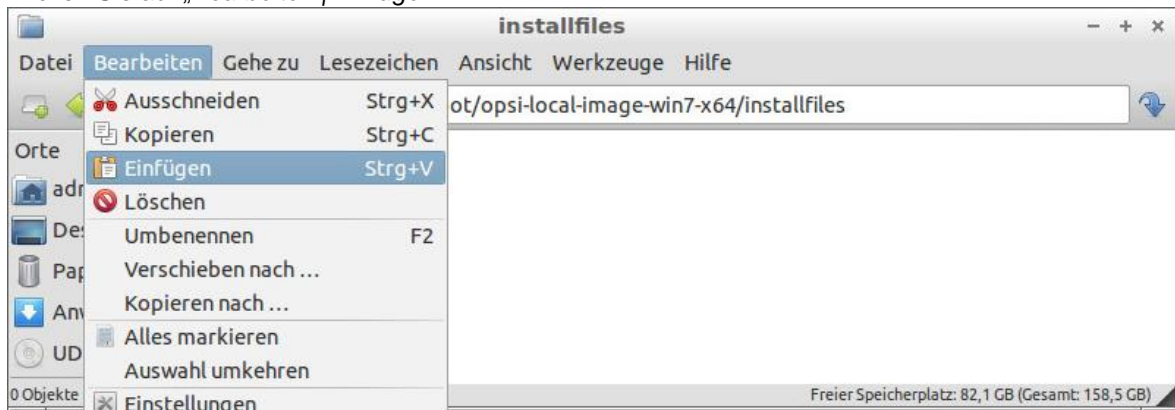 installfiles
Datei Bearbeiten Gehe zu Lesezeichen Ansicht Werkzeuge Hilfe
ot/opsi-local-image-win7-x64/installfiles
Ausschneiden Strg+X
Kopieren Strg+C
Orte
Einfügen Strg+V
Löschen
Umbenennen F2
Verschieben nach ...
Kopieren nach ...
Alles markieren
UD
Auswahl umkehren
0 Objekte
Einstellungen
Freier Speicherplatz: 82,1 GB (Gesamt: 158,5 GB)